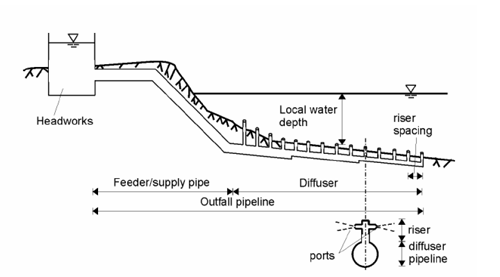 Headworks
Local water
depth
riser
spacing
Feeder/supply pipe
Diffuser
Outfall pipeline
ports
riser
diffuser
pipeline